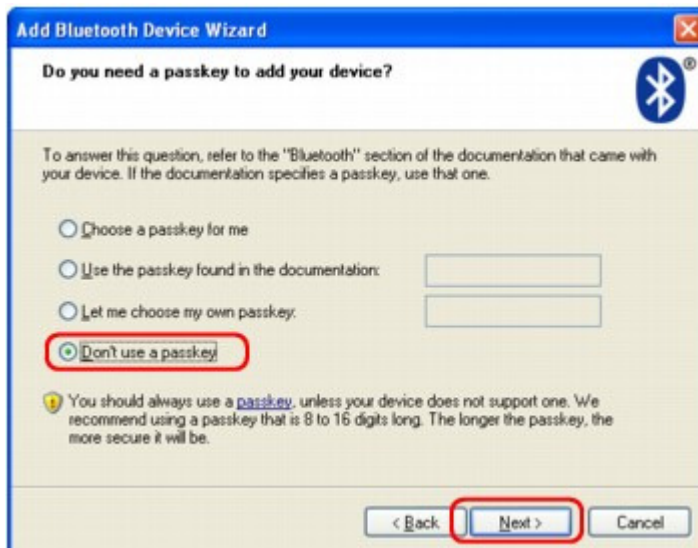 Add Bluetooth Device Wizard
Do you need a passkey to add your device?
®
To answer this question, refer to the "Bluetooth" section of the documentation that came with
your device. If the documentation specifies a passkey, use that one.
Choose a passkey for me
Use the passkey found in the documentation:
Let me choose my own passkey:
Don't use a passkey
You should always use a passkey, unless your device does not support one. We
recommend using a passkey that is 8 to 16 digits long. The longer the passkey, the
more secure it will be.
< Back Next > Cancel